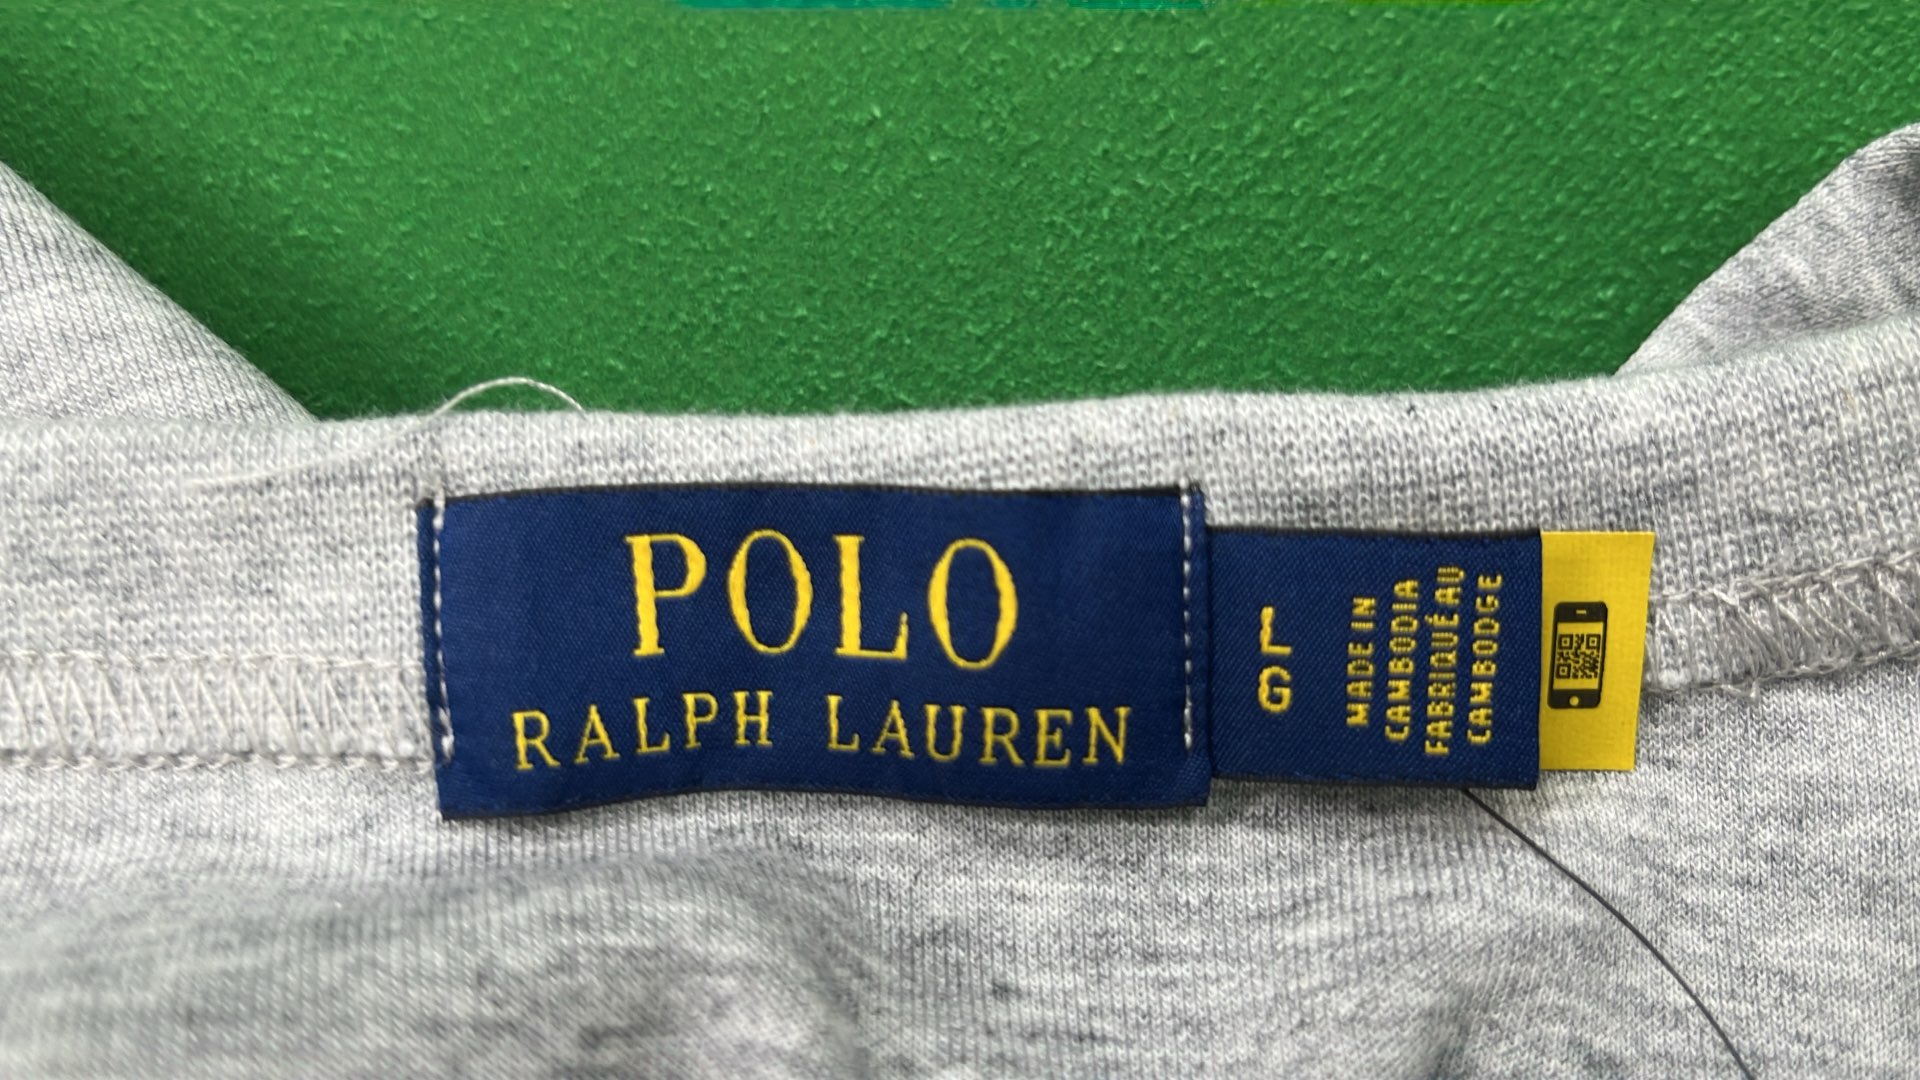 POLO
RALPH LAUREN
L
G
MADE IN
CAMBODIA
FABRIQUÉ AU
CAMBODGE